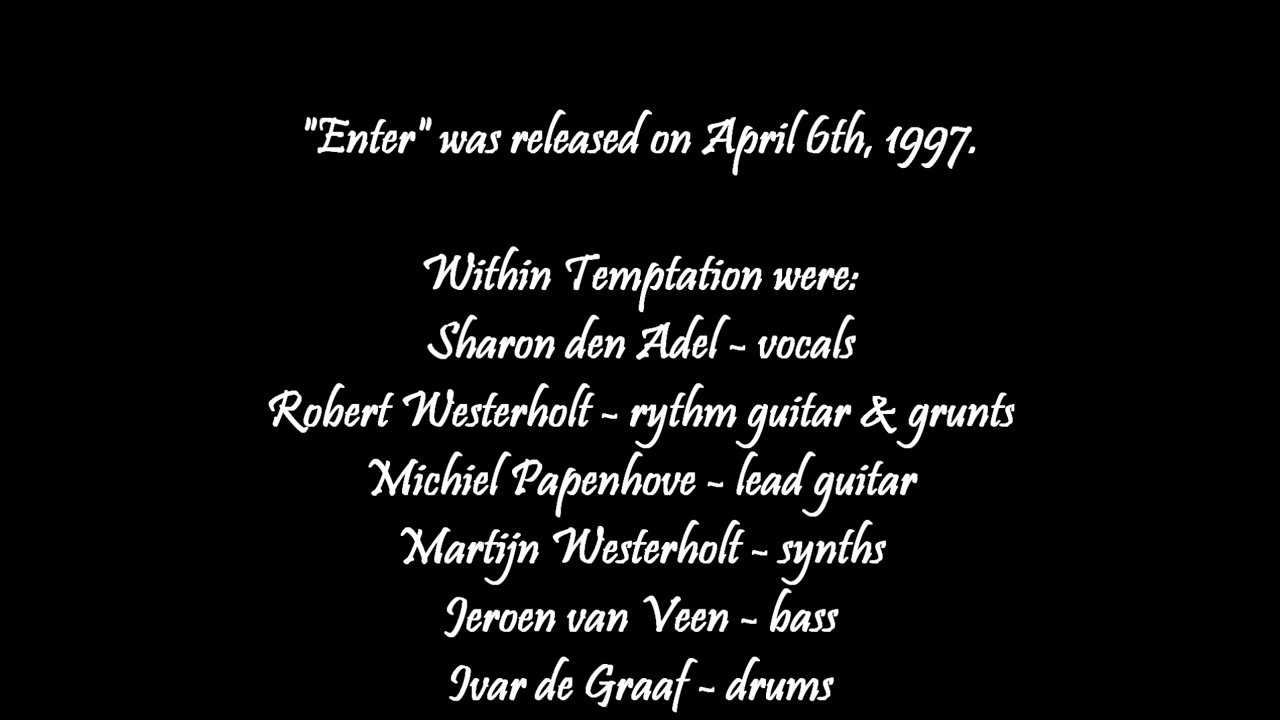 "Enter" was released on April 6th, 1997.
Within Temptation were:
Sharon den Adel - vocals
Robert Westerholt - rythm guitar & grunts
Michiel Papenhove - lead guitar
Martijn Westerholt - synths
Jeroen van Veen - bass
Ivar de Graaf - drums